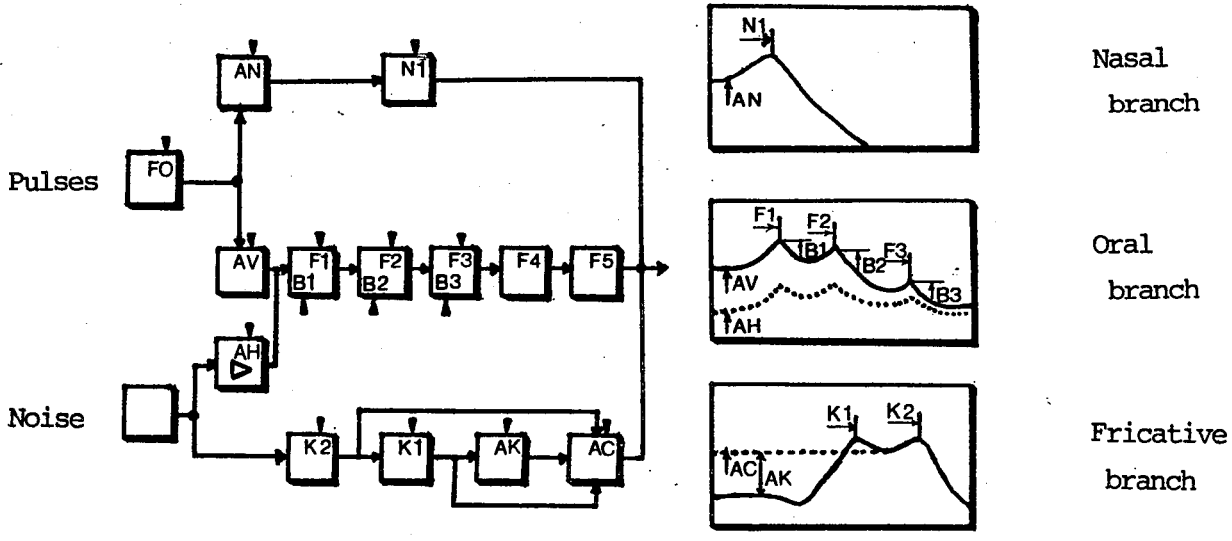 Pulses
Noise
FO
AN
N1
AV
F1
B1
F2
B2
F3
B3
F4
F5
AH
K2
K1
AK
AC
N1
AN
Nasal
branch
F1
F2
F3
B1
B2
B3
AV
AH
Oral
branch
K1
K2
AC
AK
Fricative
branch